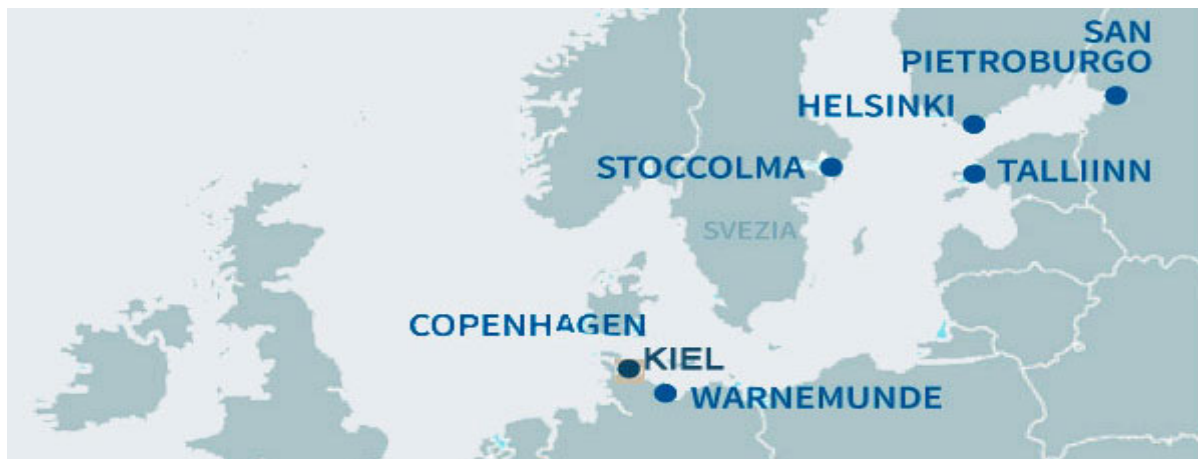 SAN
PIETROBURGO
HELSINKI
STOCCOLMA
TALLIINN
SVEZIA
COPENHAGEN
KIEL
WARNEMUNDE